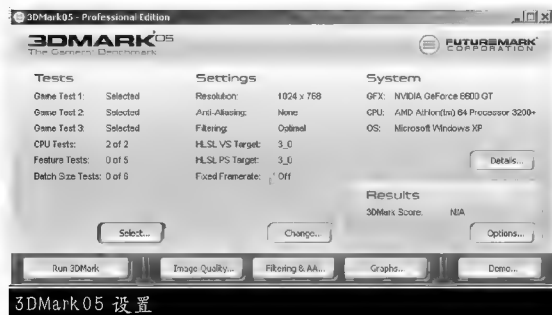 3DMark05 - Professional Edition
3DMARK'05
The Gamers' Benchmark
FUTUREMARK
CORPORATION
Tests
Game Test 1: Selected
Game Test 2: Selected
Game Test 3: Selected
CPU Tests: 2 of 2
Feature Tests: 0 of 5
Batch Size Tests: 0 of 6
Select...
Settings
Resolution: 1024 x 768
Anti-Aliasing: None
Filtering: Optimal
HLSL VS Target: 3_0
HLSL PS Target: 3_0
Fixed Framerate: Off
Change...
System
GFX: NVIDIA GeForce 6600 GT
CPU: AMD Athlon(tm) 64 Processor 3200+
OS: Microsoft Windows XP
Details...
Results
3DMark Score: N/A
Options...
Run 3DMark
Image Quality...
Filtering & AA...
Graphs...
Demo...
3DMark05 设置